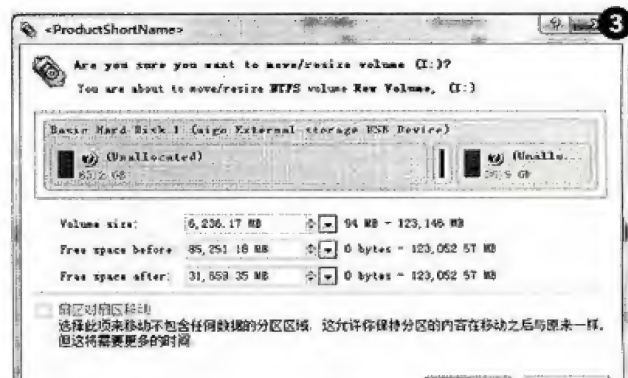 <ProductShortName>
3
Are you sure you want to move/resize volume (I:)?
You are about to move/resize NTFS volume New Volume, (I:)
Basic Hard Disk 1 (aigo External storage USB Device)
(Unallocated)
(Unallo...
Volume size: 6,236.17 MB 94 MB - 123,146 MB
Free space before 85,251.18 MB 0 bytes - 123,052.57 MB
Free space after: 31,659.35 MB 0 bytes - 123,052.57 MB
扇区对扇区移动
选择此项来移动不包含任何数据的分区区域. 这允许你保持分区的内容在移动之后与原来一样,
但这将需要更多的时间